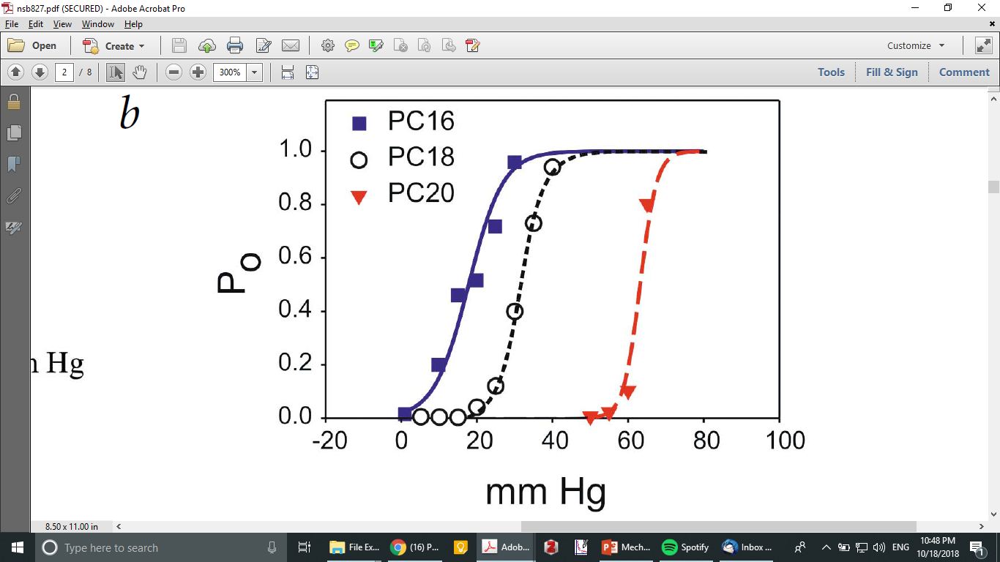 nsb827.pdf (SECURED) - Adobe Acrobat Pro
File Edit View Window Help
Open Create Customize
2 / 8 300% Tools Fill & Sign Comment
b
PC16
PC18
PC20
1.0
0.8
0.6
0.4
0.2
0.0
Po
-20 0 20 40 60 80 100
mm Hg
Hg
8.50 x 11.00 in
Type here to search File Ex... (16) P... Adob... Mech... Spotify Inbox ... ENG 10:48 PM
10/18/2018 1